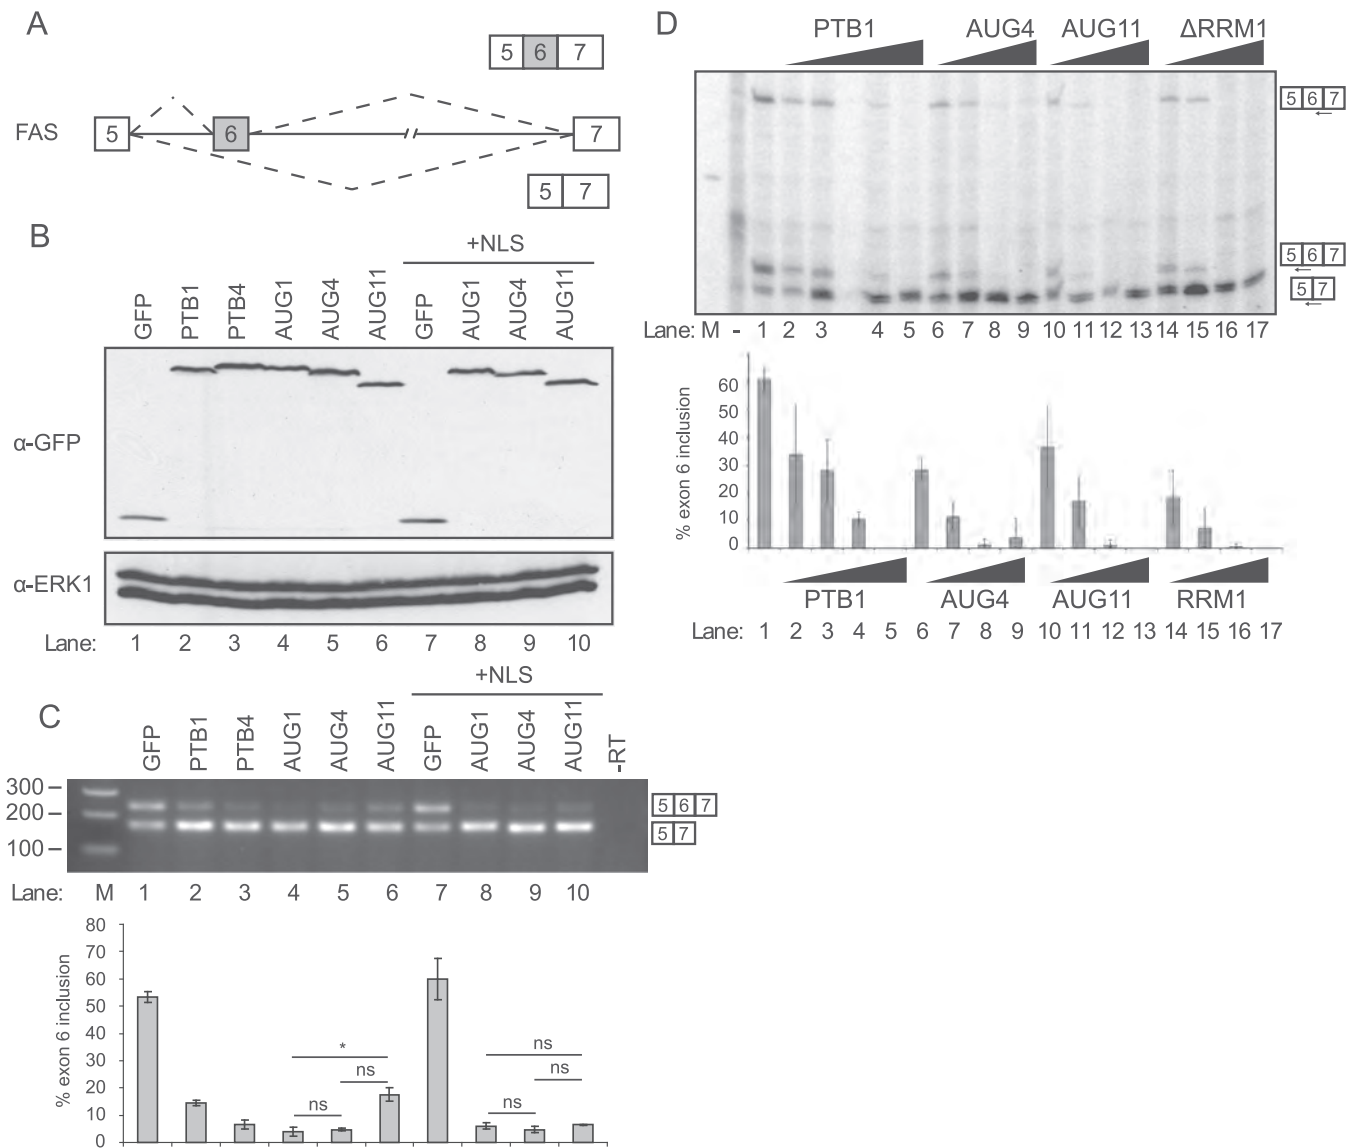 A
5 6 7
FAS
5 6 7
5 7
B
+NLS
GFP PTB1 PTB4 AUG1 AUG4 AUG11 GFP AUG1 AUG4 AUG11
α-GFP
α-ERK1
Lane: 1 2 3 4 5 6 7 8 9 10
+NLS
C
GFP PTB1 PTB4 AUG1 AUG4 AUG11 GFP AUG1 AUG4 AUG11 -RT
300
200
100
5 6 7
5 7
Lane: M 1 2 3 4 5 6 7 8 9 10
% exon 6 inclusion
80
70
60
50
40
30
20
10
0
* ns ns
ns ns ns
D
PTB1 AUG4 AUG11 ΔRRM1
5 6 7
5 6 7
5 7
Lane: M - 1 2 3 4 5 6 7 8 9 10 11 12 13 14 15 16 17
% exon 6 inclusion
60
50
40
30
20
10
0
PTB1 AUG4 AUG11 RRM1
Lane: 1 2 3 4 5 6 7 8 9 10 11 12 13 14 15 16 17